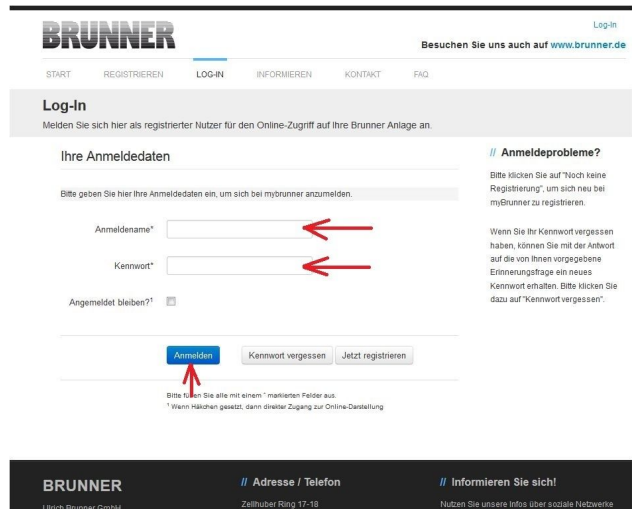 BRUNNER
Log-In
Besuchen Sie uns auch auf www.brunner.de
START REGISTRIEREN LOG-IN INFORMIEREN KONTAKT FAQ
Log-In
Melden Sie sich hier als registrierter Nutzer für den Online-Zugriff auf Ihre Brunner Anlage an.
Ihre Anmeldedaten
Bitte geben Sie hier Ihre Anmeldedaten ein, um sich bei mybrunner anzumelden.
Anmeldename*
Kennwort*
Angemeldet bleiben?¹
Anmelden Kennwort vergessen Jetzt registrieren
Bitte füllen Sie alle mit einem * markierten Felder aus.
¹ Wenn Häkchen gesetzt, dann direkter Zugang zur Online-Darstellung
// Anmeldeprobleme?
Bitte klicken Sie auf "Noch keine
Registrierung", um sich neu bei
myBrunner zu registrieren.
Wenn Sie Ihr Kennwort vergessen
haben, können Sie mit der Antwort
auf die von Ihnen vorgegebene
Erinnerungsfrage ein neues
Kennwort erhalten. Bitte klicken Sie
dazu auf "Kennwort vergessen".
BRUNNER
Ulrich Brunner GmbH
// Adresse / Telefon
Zellhuber Ring 17-18
// Informieren Sie sich!
Nutzen Sie unsere Infos über soziale Netzwerke